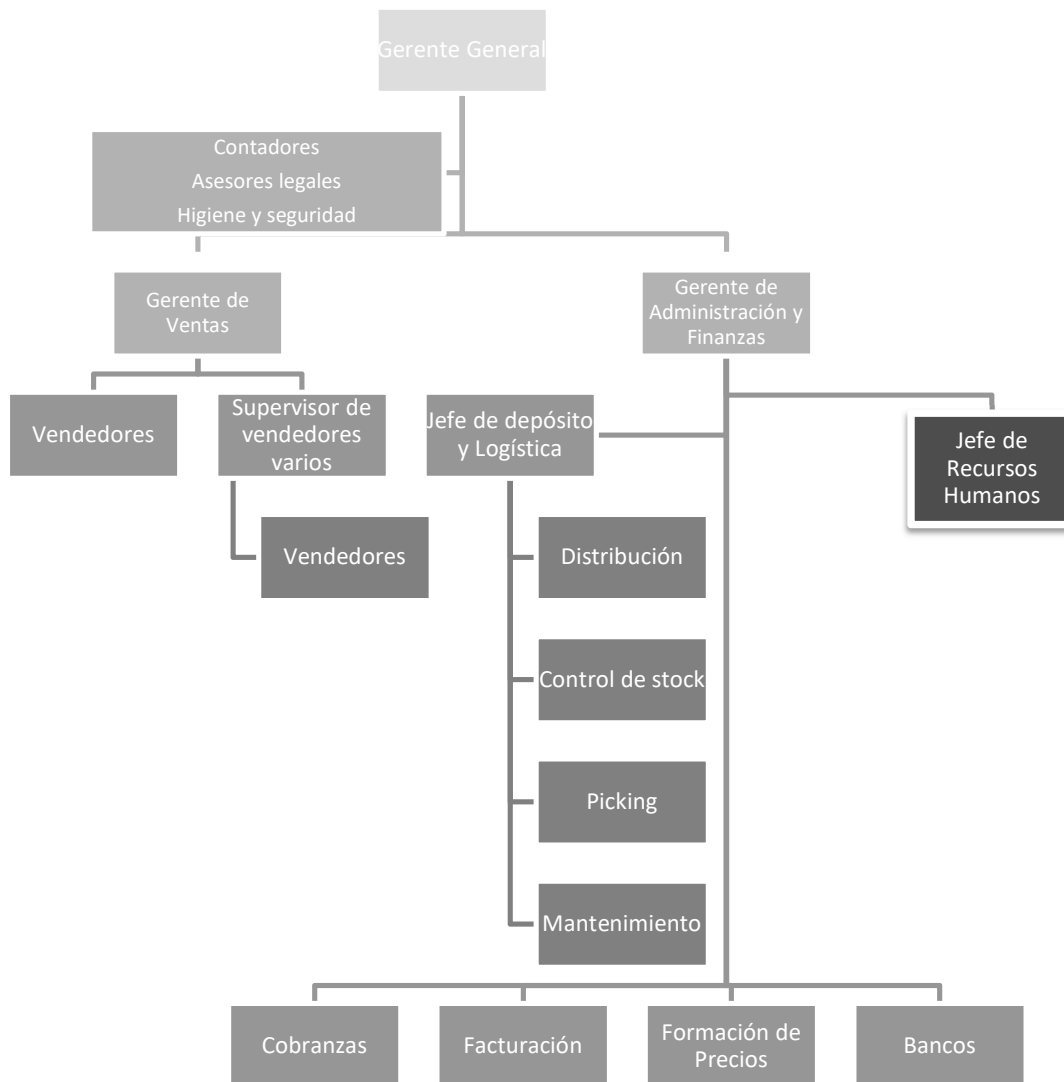 Gerente General
Contadores
Asesores legales
Higiene y seguridad
Gerente de
Ventas
Gerente de
Administración y
Finanzas
Vendedores
Supervisor de
vendedores
varios
Jefe de depósito
y Logística
Jefe de
Recursos
Humanos
Vendedores
Distribución
Control de stock
Picking
Mantenimiento
Cobranzas
Facturación
Formación de
Precios
Bancos